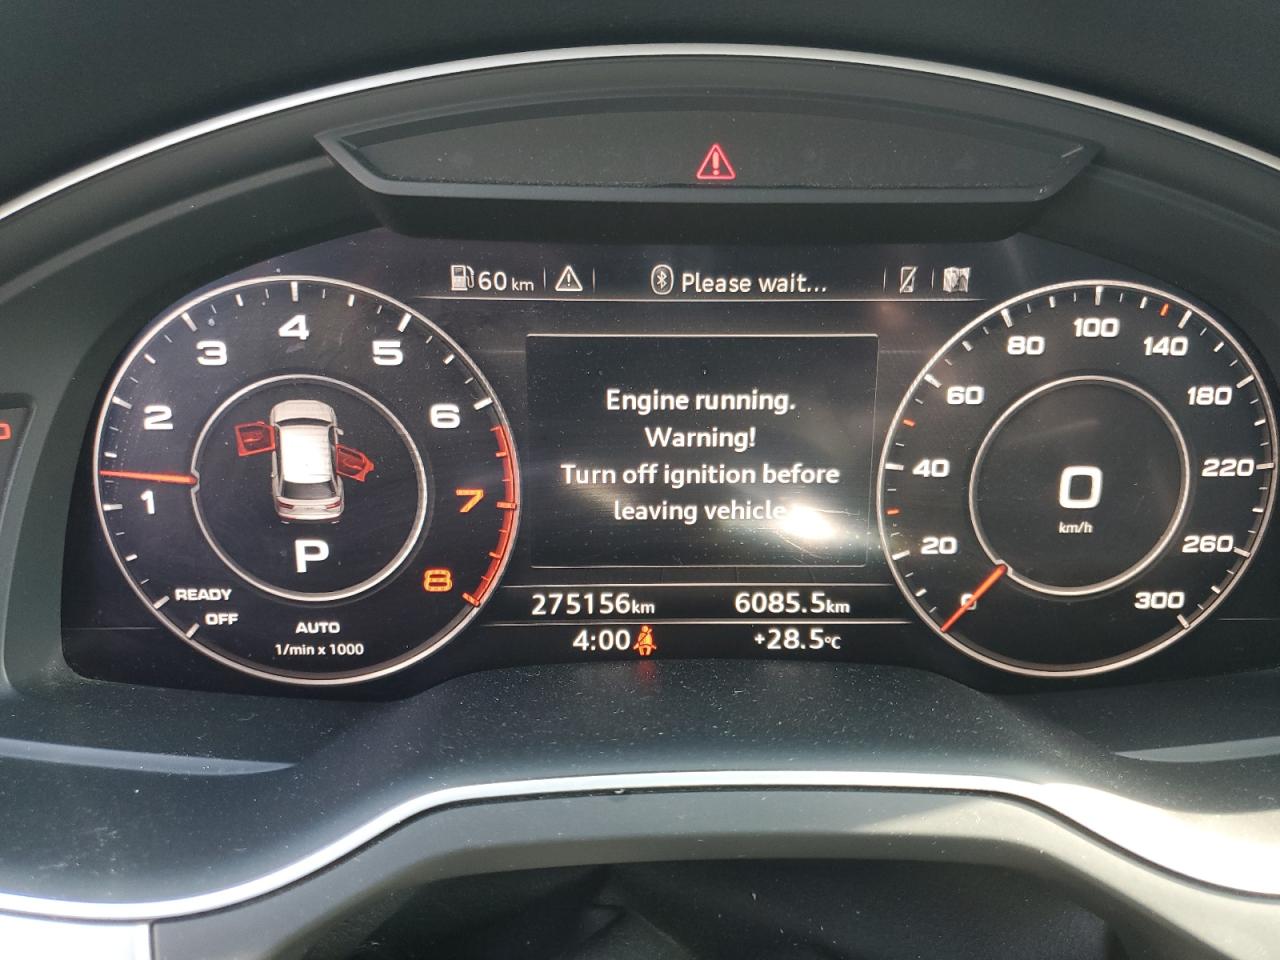 60 km
Please wait...
Engine running.
Warning!
Turn off ignition before
leaving vehicle
275156km
6085.5km
4:00
+28.5°C
1
2
3
4
5
6
7
8
P
READY
OFF
AUTO
1/min x 1000
0
20
40
60
80
100
140
180
220
260
300
0
km/h